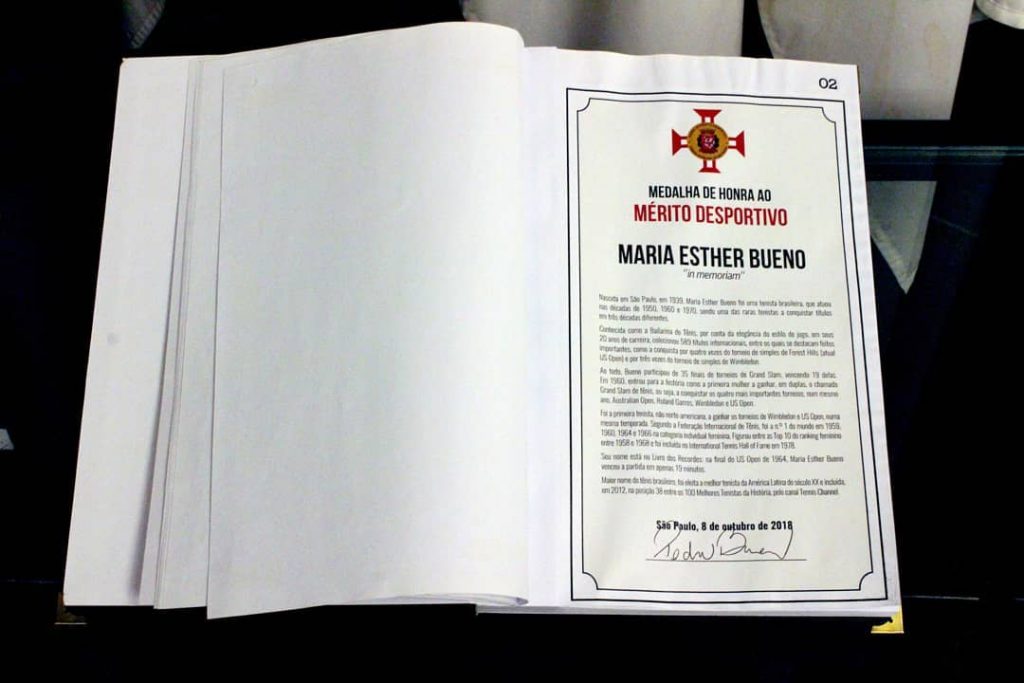 02
MEDALHA DE HONRA AO
MÉRITO DESPORTIVO
MARIA ESTHER BUENO
"in memoriam"
Nascida em São Paulo, em 1939, Maria Esther Bueno foi uma tenista brasileira, que atuou
nas décadas de 1950, 1960 e 1970, sendo uma das raras tenistas a conquistar títulos
em três décadas diferentes.
Conhecida como a Bailarina do Tênis, por conta da elegância do estilo de jogo, em seus
20 anos de carreira, colecionou 589 títulos internacionais, entre os quais se destacam feitos
importantes, como a conquista por quatro vezes do torneio de simples de Forest Hills (atual
US Open) e por três vezes do torneio de simples de Wimbledon.
Ao todo, Bueno participou de 35 finais de torneios de Grand Slam, vencendo 19 delas.
Em 1960, entrou para a história como a primeira mulher a ganhar, em duplas, o chamado
Grand Slam de tênis, ou seja, a conquistar os quatro mais importantes torneios, num mesmo
ano, Australian Open, Roland Garros, Wimbledon e US Open.
Foi a primeira tenista, não norte americana, a ganhar os torneios de Wimbledon e US Open, numa
mesma temporada. Segundo a Federação Internacional de Tênis, foi a n.º 1 do mundo em 1959,
1960, 1964 e 1966 na categoria individual feminina. Figurou entre as Top 10 do ranking feminino
entre 1958 e 1968 e foi incluída no International Tennis Hall of Fame em 1978.
Seu nome está no Livro dos Recordes: na final do US Open de 1964, Maria Esther Bueno
venceu a partida em apenas 19 minutos.
Maior nome do tênis brasileiro, foi eleita a melhor tenista da América Latina do século XX e incluída,
em 2012, na posição 38 entre os 100 Melhores Tenistas da História, pelo canal Tennis Channel.
São Paulo, 8 de outubro de 2018